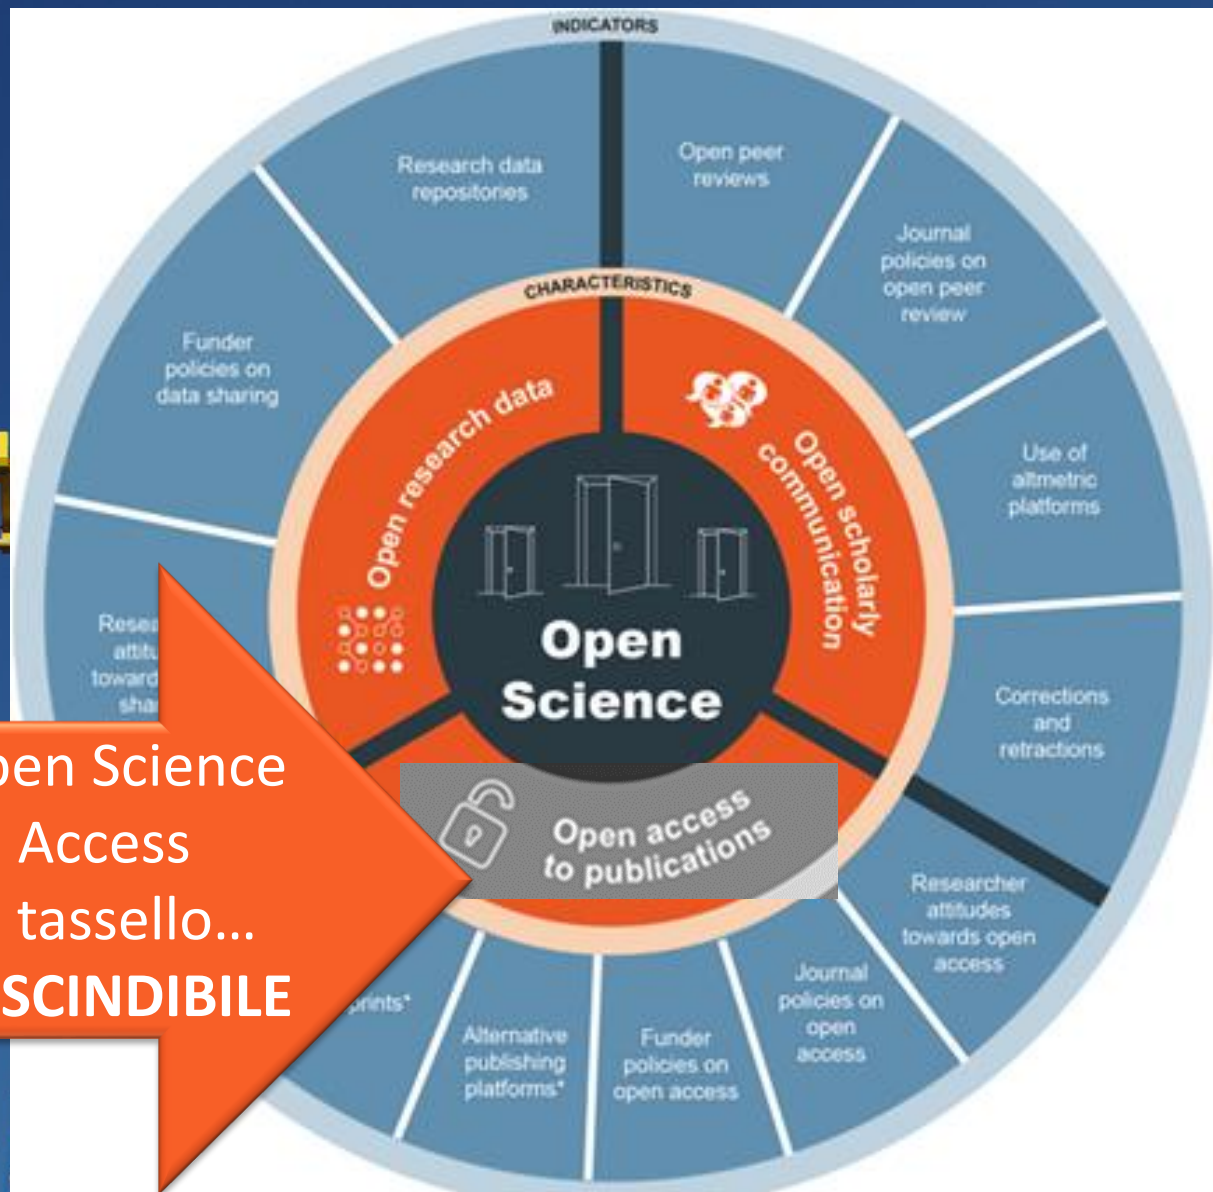 INDICATORS
Research data
repositories
Open peer
reviews
Journal
policies on
open peer
review
CHARACTERISTICS
Funder
policies on
data sharing
Open research data
Open scholarly
communication
Use of
altmetric
platforms
Open
Science
Corrections
and
retractions
pen Science
Access
tassello...
SCINDIBILE
Open access
to publications
Researcher
attitudes
towards open
access
Journal
policies on
open
access
Funder
policies on
open access
Alternative
publishing
platforms*
prints*